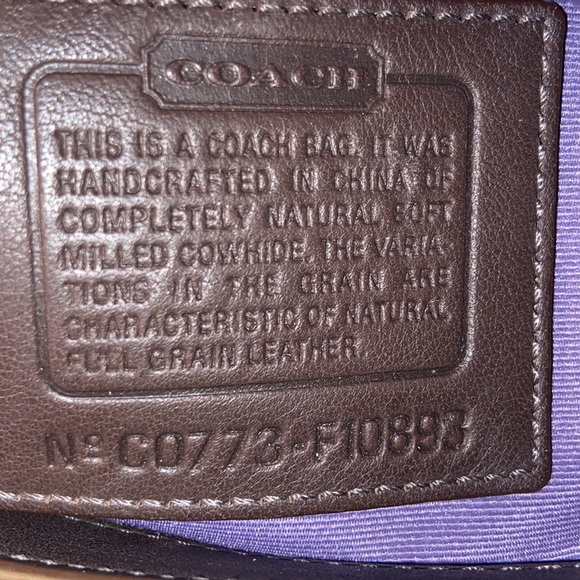 COACH
THIS IS A COACH BAG. IT WAS
HANDCRAFTED IN CHINA OF
COMPLETELY NATURAL SOFT
MILLED COWHIDE. THE VARIA
TIONS IN THE GRAIN ARE
CHARACTERISTIC OF NATURAL
FULL GRAIN LEATHER
Nº C0773 F10893